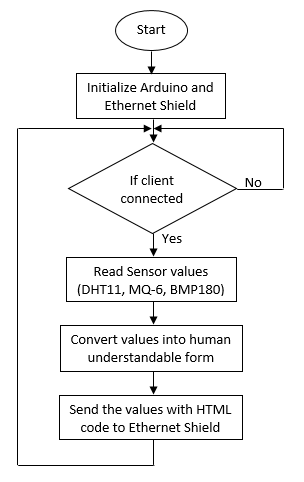 Start
Initialize Arduino and
Ethernet Shield
If client
connected
No
Yes
Read Sensor values
(DHT11, MQ-6, BMP180)
Convert values into human
understandable form
Send the values with HTML
code to Ethernet Shield